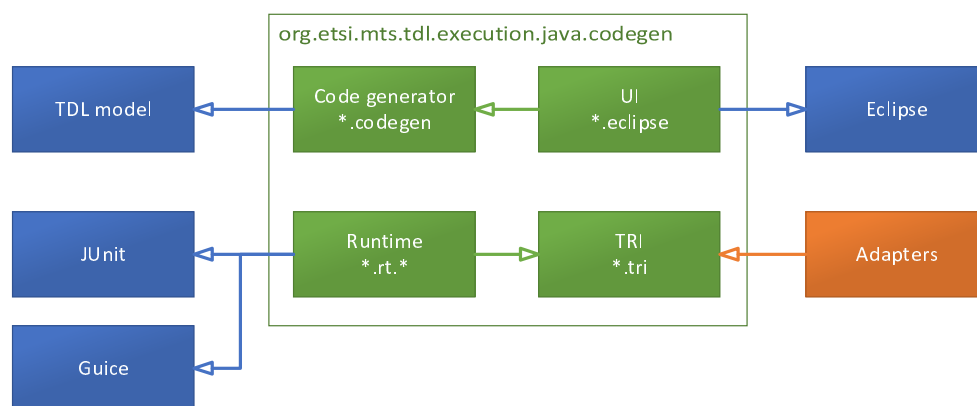 org.etsi.mts.tdl.execution.java.codegen
TDL model
Code generator
*.codegen
UI
*.eclipse
Eclipse
JUnit
Runtime
*.rt.*
TRI
*.tri
Adapters
Guice